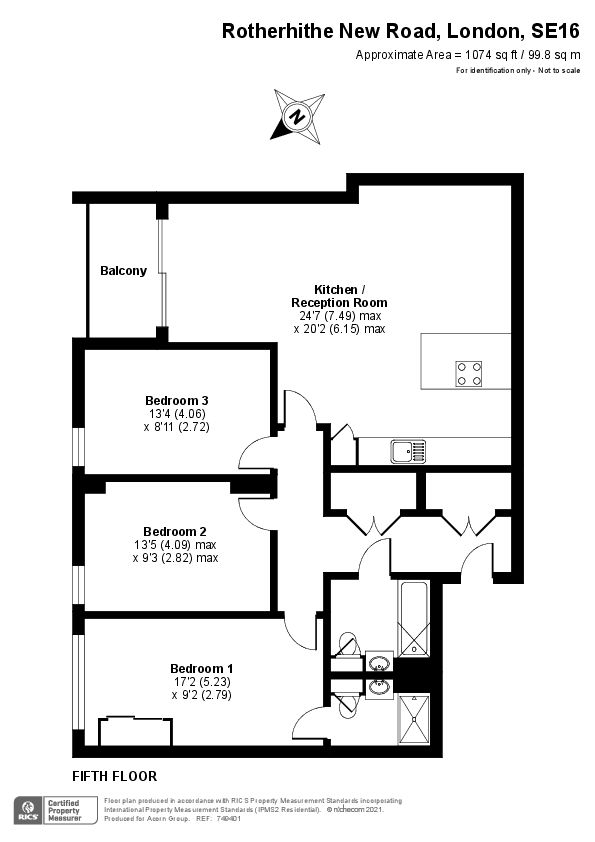 Rotherhithe New Road, London, SE16
Approximate Area = 1074 sq ft / 99.8 sq m
For identification only - Not to scale
N
Balcony
Kitchen /
Reception Room
24'7 (7.49) max
x 20'2 (6.15) max
Bedroom 3
13'4 (4.06)
x 8'11 (2.72)
Bedroom 2
13'5 (4.09) max
x 9'3 (2.82) max
Bedroom 1
17'2 (5.23)
x 9'2 (2.79)
FIFTH FLOOR
RICS
Certified
Property
Measurer
Floor plan produced in accordance with RICS Property Measurement Standards incorporating
International Property Measurement Standards (IPMS2 Residential). © nichecom 2021.
Produced for Acorn Group. REF: 749401